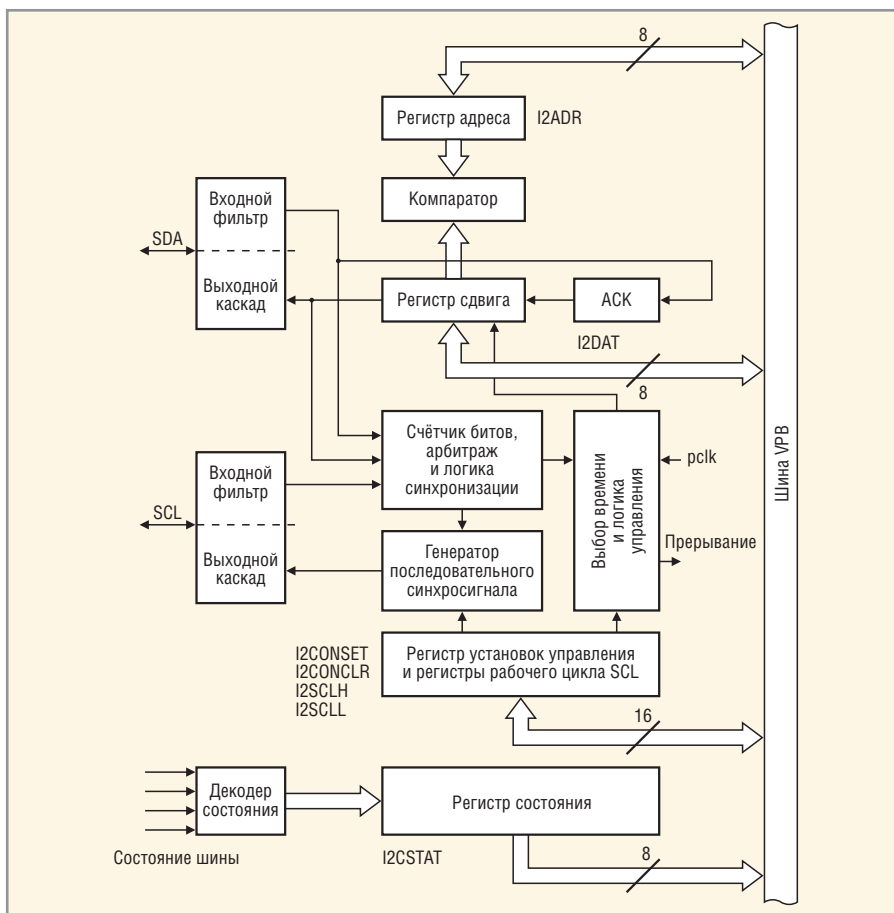 8
Регистр адреса
I2ADR
Входной
фильтр
Компаратор
SDA
Выходной
каскад
Регистр сдвига
ACK
I2DAT
8
Счётчик битов,
арбитраж
и логика
синхронизации
Входной
фильтр
SCL
Выходной
каскад
Генератор
последовательного
синхросигнала
Выбор времени
и логика
управления
pclk
Прерывание
Шина VPB
I2CONSET
I2CONCLR
I2SCLH
I2SCLL
Регистр установок управления
и регистры рабочего цикла SCL
16
Декодер
состояния
Регистр состояния
Состояние шины
I2CSTAT
8